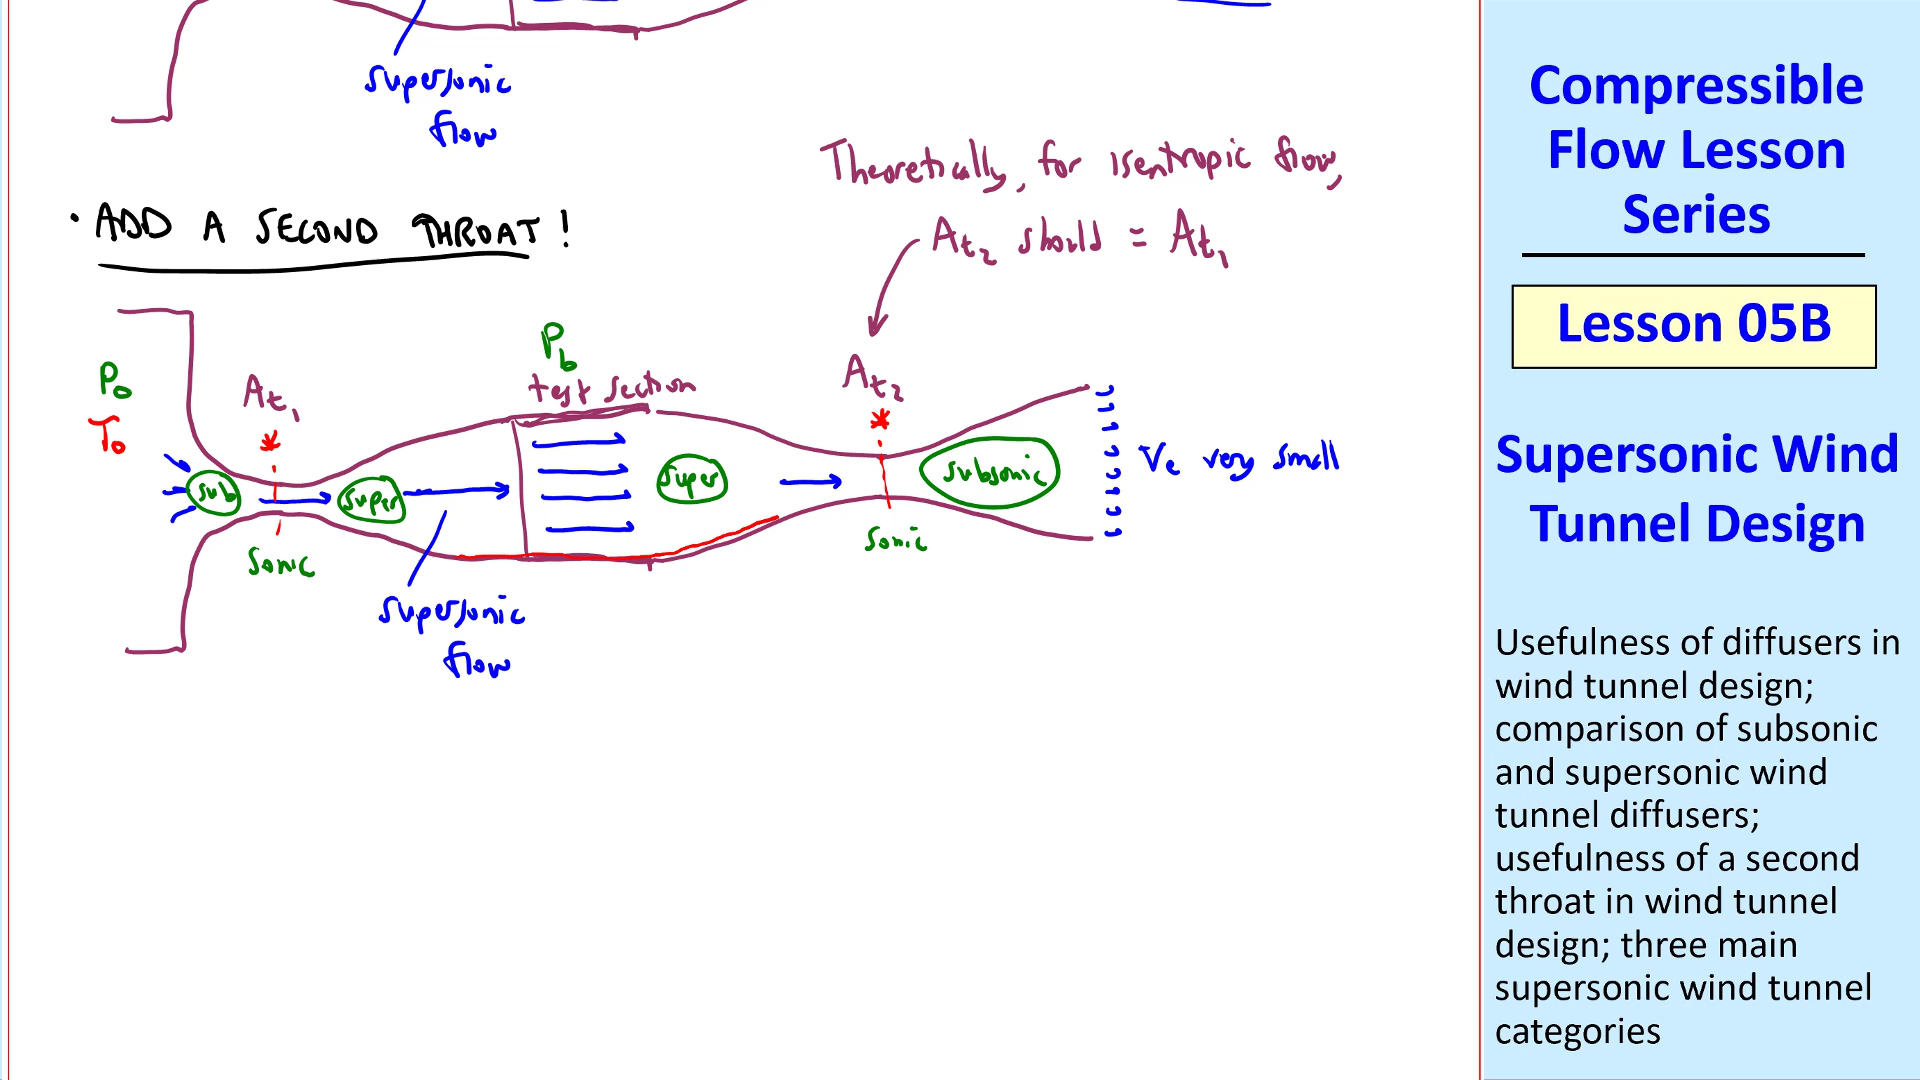 supersonic
flow
Theoretically, for isentropic flow,
• ADD A SECOND THROAT!
At2 should = At1
Pb
test section
P0
T0
At1
At2
*
*
sub
super
super
subsonic
Ve very small
sonic
sonic
supersonic
flow
Compressible
Flow Lesson
Series
Lesson 05B
Supersonic Wind
Tunnel Design
Usefulness of diffusers in
wind tunnel design;
comparison of subsonic
and supersonic wind
tunnel diffusers;
usefulness of a second
throat in wind tunnel
design; three main
supersonic wind tunnel
categories